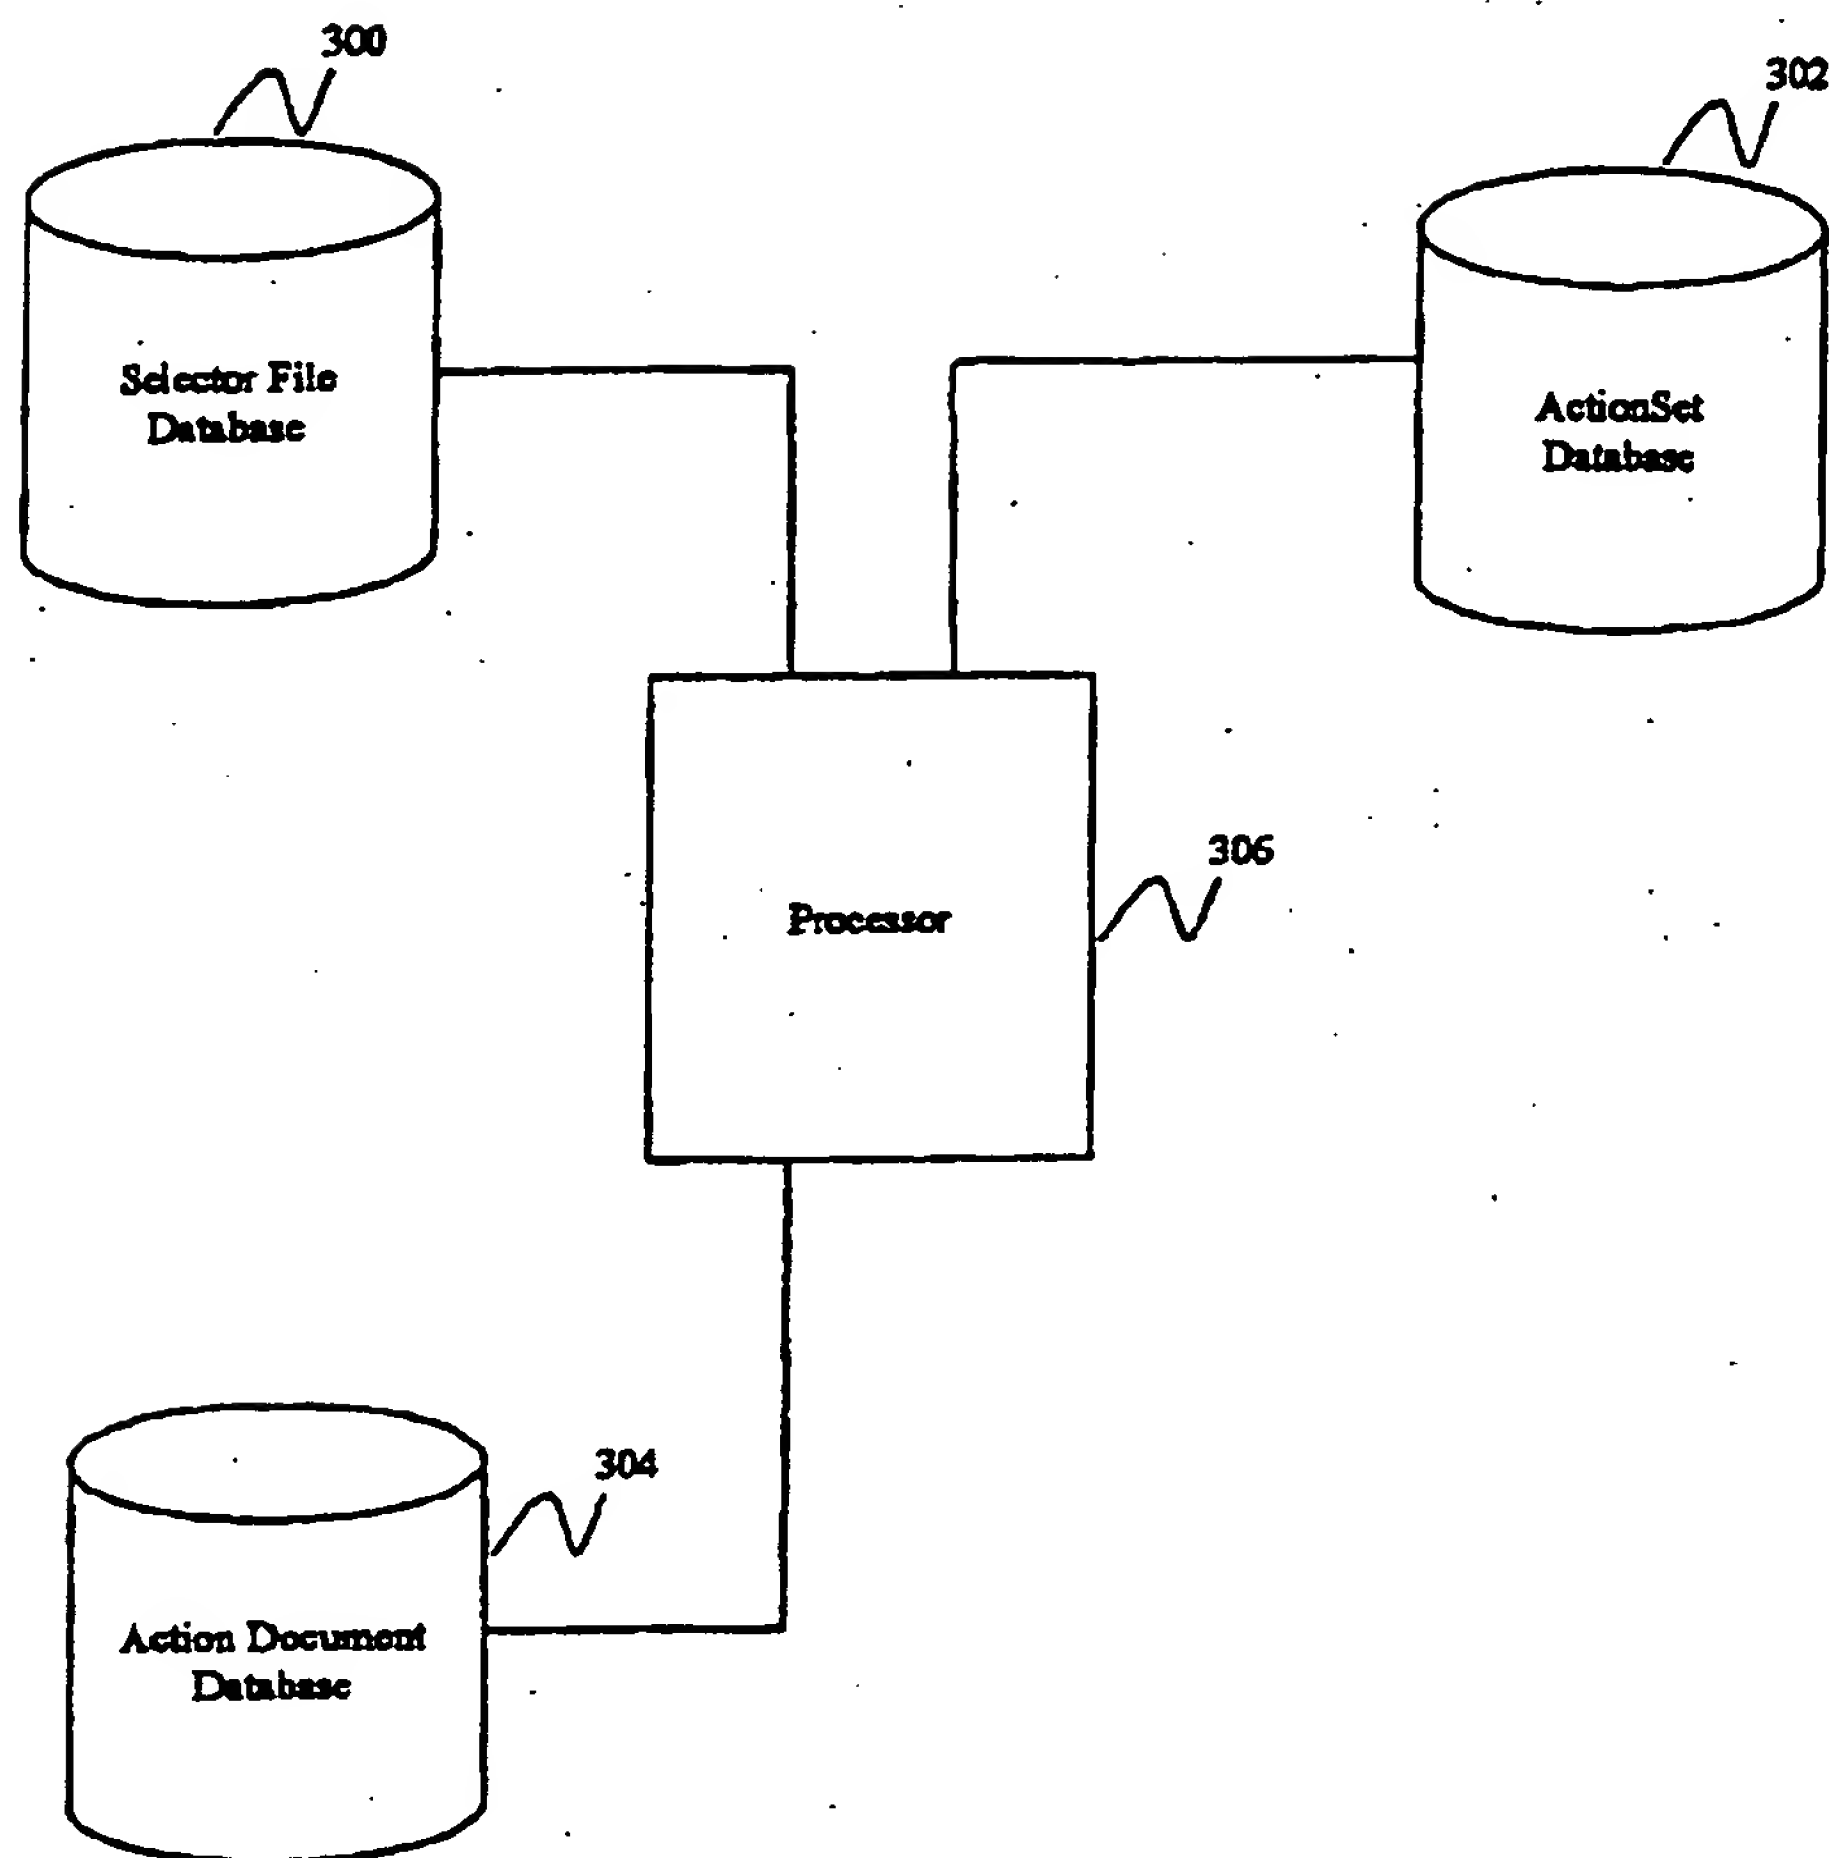 300
302
Selector File
Database
ActionSet
Database
306
Processor
304
Action Document
Database